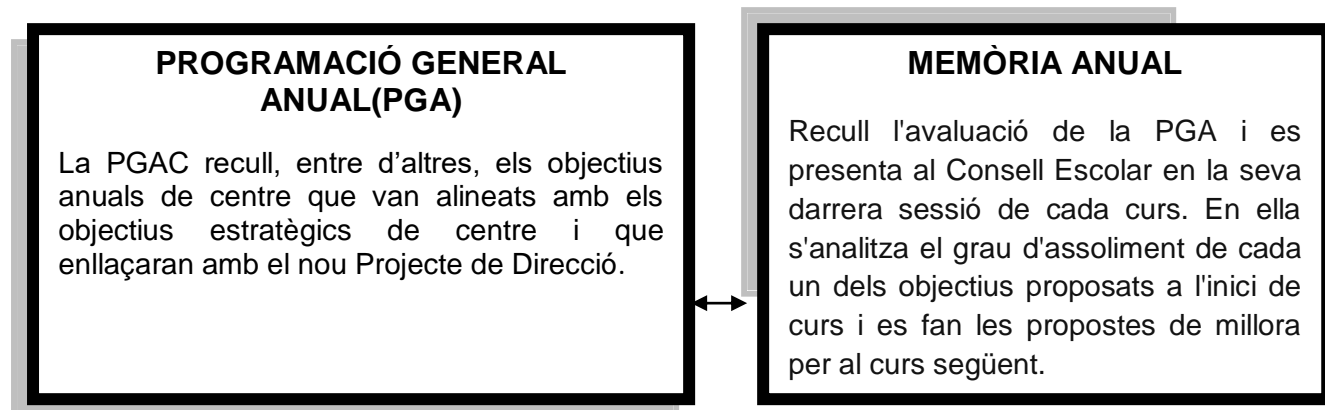 PROGRAMACIÓ GENERAL
ANUAL(PGA)
La PGAC recull, entre d’altres, els objectius
anuals de centre que van alineats amb els
objectius estratègics de centre i que
enllaçaran amb el nou Projecte de Direcció.
MEMÒRIA ANUAL
Recull l'avaluació de la PGA i es
presenta al Consell Escolar en la seva
darrera sessió de cada curs. En ella
s'analitza el grau d'assoliment de cada
un dels objectius proposats a l'inici de
curs i es fan les propostes de millora
per al curs següent.